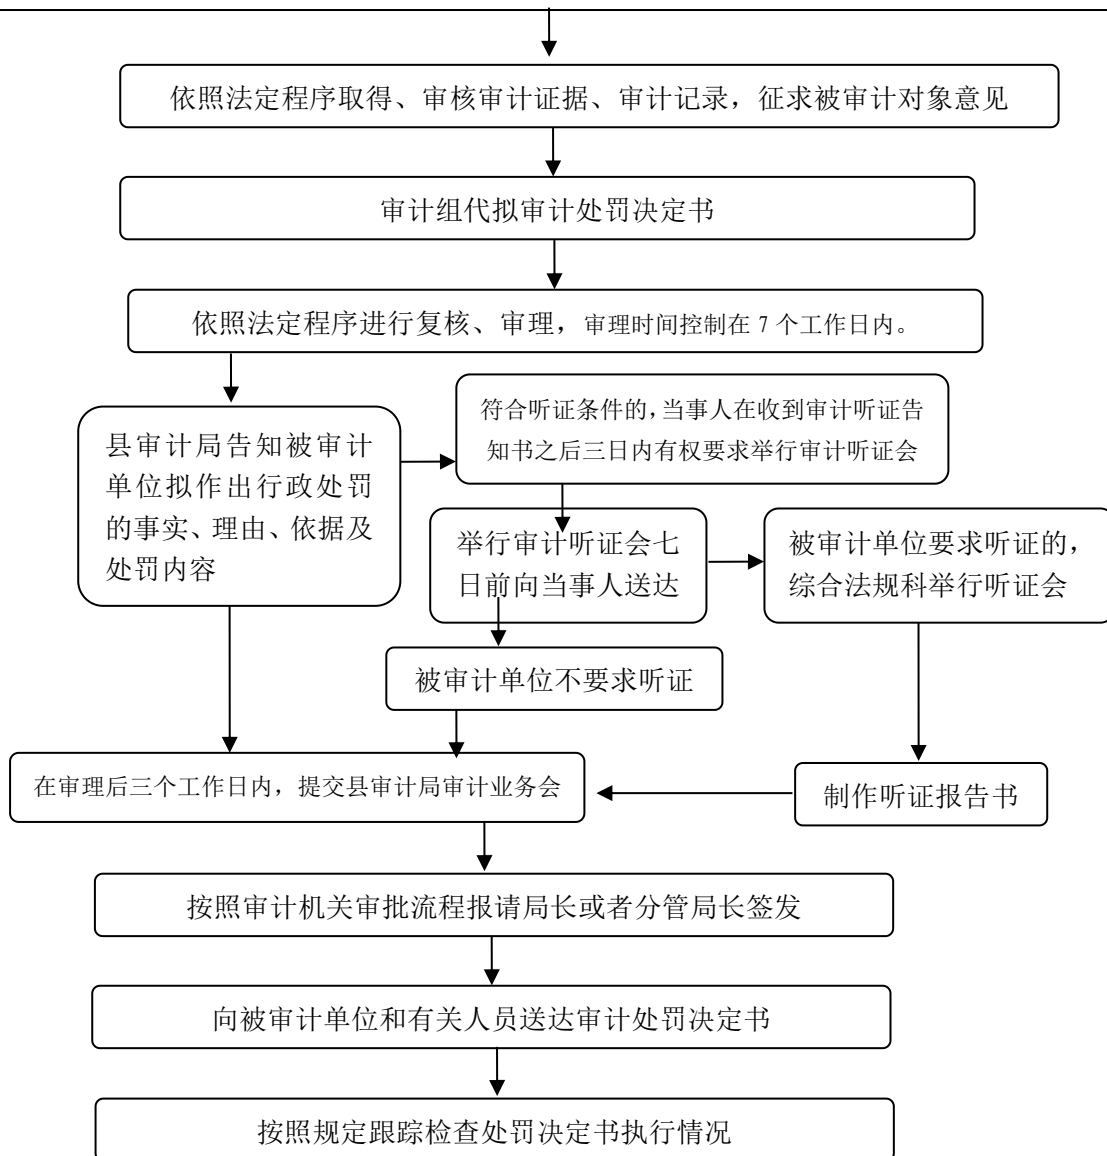 依照法定程序取得、审核审计证据、审计记录，征求被审计对象意见
审计组代拟审计处罚决定书
依照法定程序进行复核、审理，审理时间控制在 7 个工作日内。
县审计局告知被审计
单位拟作出行政处罚
的事实、理由、依据及
处罚内容
符合听证条件的，当事人在收到审计听证告
知书之后三日内有权要求举行审计听证会
举行审计听证会七
日前向当事人送达
被审计单位要求听证的，
综合法规科举行听证会
被审计单位不要求听证
在审理后三个工作日内，提交县审计局审计业务会
制作听证报告书
按照审计机关审批流程报请局长或者分管局长签发
向被审计单位和有关人员送达审计处罚决定书
按照规定跟踪检查处罚决定书执行情况